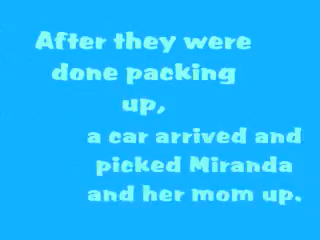 After they were
done packing
up,
a car arrived and
picked Miranda
and her mom up.